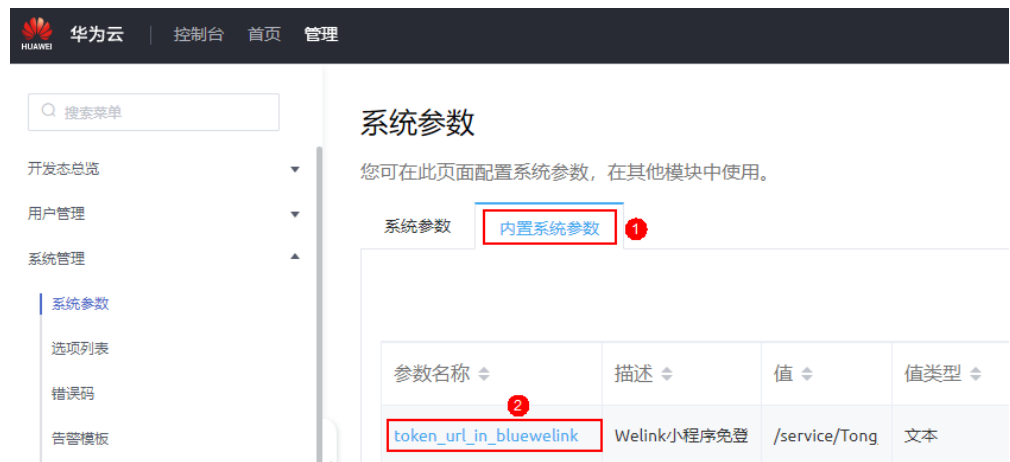 HUAWEI 华为云 控制台 首页 管理
搜索菜单
开发态总览
用户管理
系统管理
系统参数
选项列表
错误码
告警模板
系统参数
您可在此页面配置系统参数，在其他模块中使用。
系统参数 内置系统参数 1
参数名称 描述 值 值类型
2
token_url_in_bluewelink Welink小程序免登 /service/Tong 文本